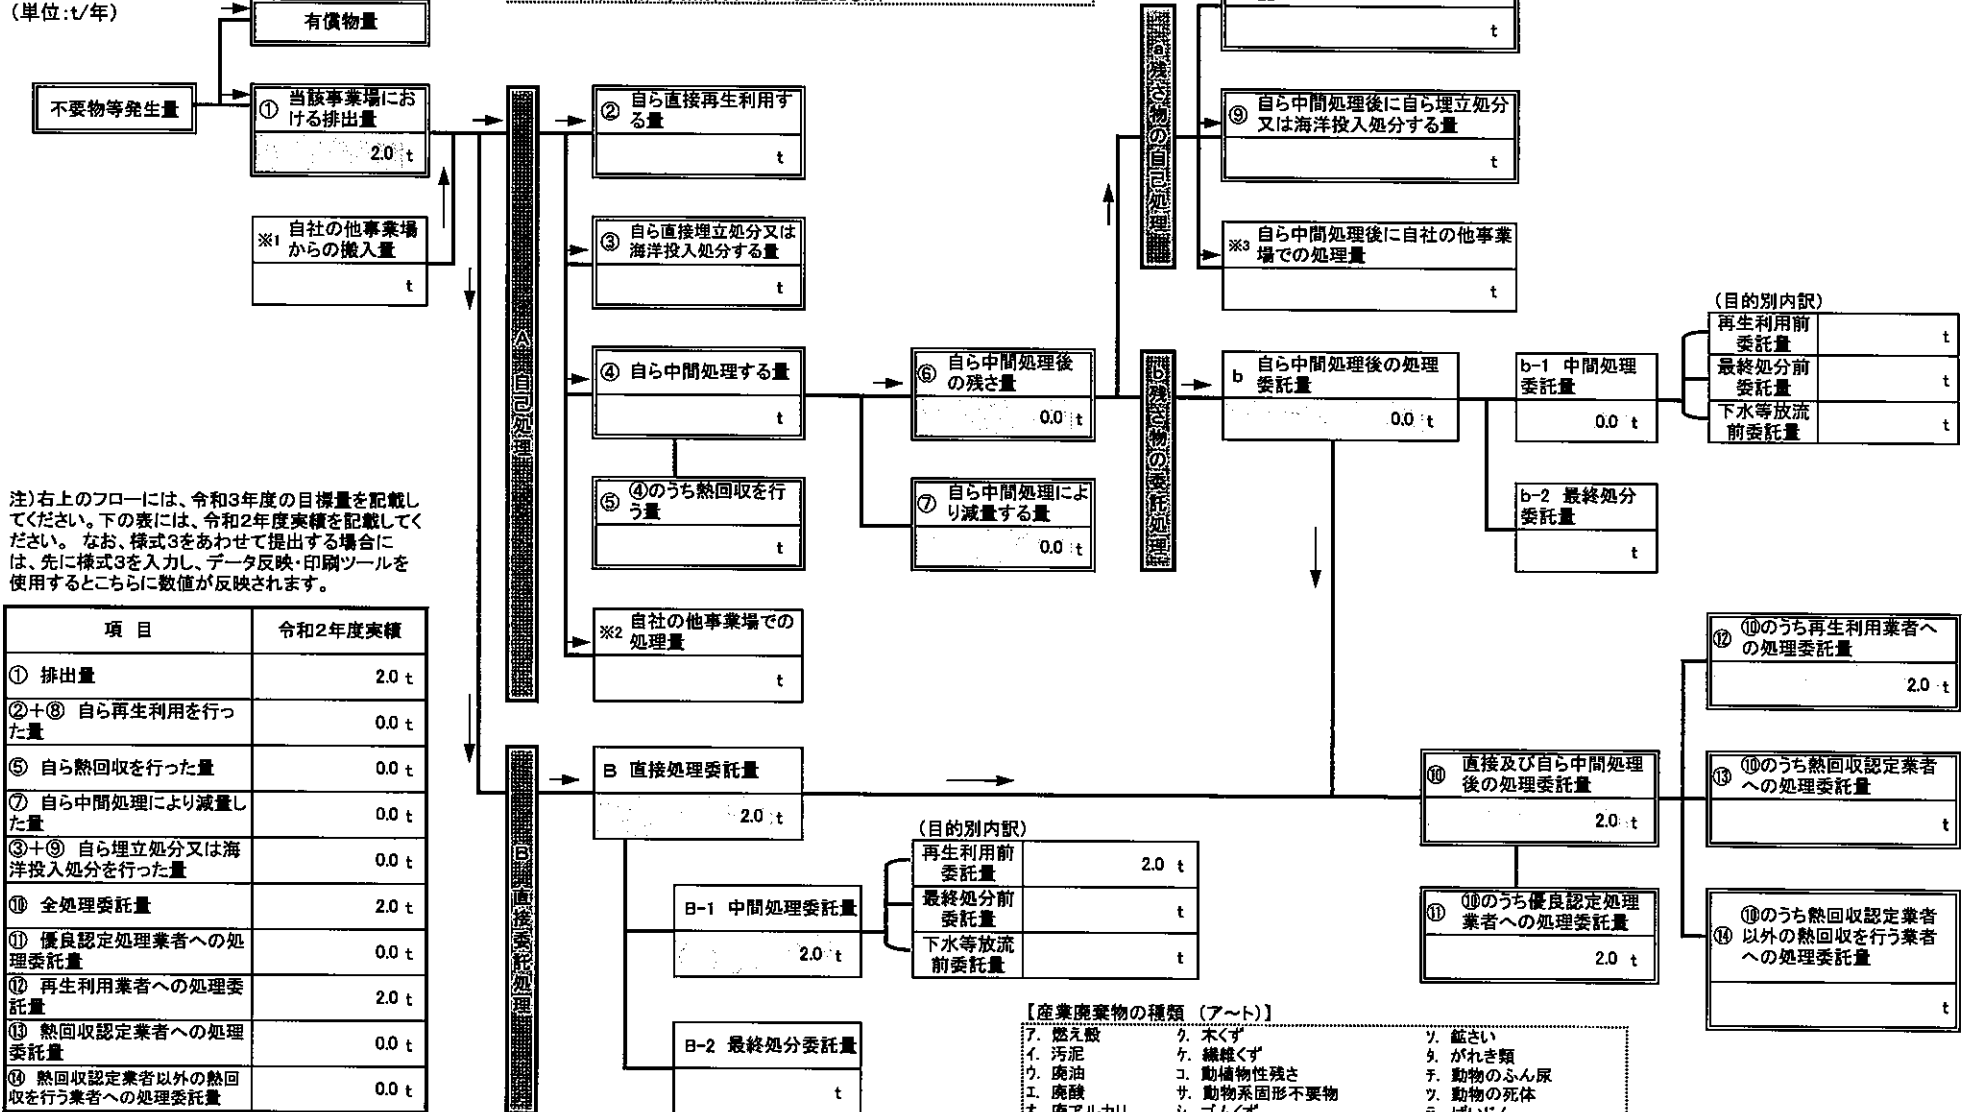 (単位:t/年)
有償物量
不要物等発生量
① 当該事業場にお
ける排出量
2.0 t
※1 自社の他事業場
からの搬入量
t
A 自己処理
② 自ら直接再生利用す
る量
t
③ 自ら直接埋立処分又は
海洋投入処分する量
t
④ 自ら中間処理する量
t
⑤ ④のうち熱回収を行
う量
t
※2 自社の他事業場での
処理量
t
⑥ 自ら中間処理後
の残さ量
0.0 t
⑦ 自ら中間処理によ
り減量する量
0.0 t
a 残さ物の自己処理
t
⑨ 自ら中間処理後に自ら埋立処分
又は海洋投入処分する量
t
※3 自ら中間処理後に自社の他事業
場での処理量
t
b 残さ物の委託処理
b 自ら中間処理後の処理
委託量
0.0 t
b-1 中間処理
委託量
0.0 t
(目的別内訳)
再生利用前
委託量 t
最終処分前
委託量 t
下水等放流
前委託量 t
b-2 最終処分
委託量
t
注)右上のフローには、令和3年度の目標量を記載し
てください。下の表には、令和2年度実績を記載してく
ださい。 なお、様式3をあわせて提出する場合に
は、先に様式3を入力し、データ反映・印刷ツールを
使用するとこちらに数値が反映されます。
項 目 令和2年度実績
① 排出量 2.0 t
②+⑧ 自ら再生利用を行っ
た量 0.0 t
⑤ 自ら熱回収を行った量 0.0 t
⑦ 自ら中間処理により減量し
た量 0.0 t
③+⑨ 自ら埋立処分又は海
洋投入処分を行った量 0.0 t
⑩ 全処理委託量 2.0 t
⑪ 優良認定処理業者への処
理委託量 0.0 t
⑫ 再生利用業者への処理委
託量 2.0 t
⑬ 熱回収認定業者への処理
委託量 0.0 t
⑭ 熱回収認定業者以外の熱回
収を行う業者への処理委託量 0.0 t
B 直接委託処理
B 直接処理委託量
2.0 t
B-1 中間処理委託量
2.0 t
(目的別内訳)
再生利用前
委託量 2.0 t
最終処分前
委託量 t
下水等放流
前委託量 t
B-2 最終処分委託量
t
⑩ 直接及び自ら中間処理
後の処理委託量
2.0 t
⑪ ⑩のうち優良認定処理
業者への処理委託量
2.0 t
⑫ ⑩のうち再生利用業者へ
の処理委託量
2.0 t
⑬ ⑩のうち熱回収認定業者
への処理委託量
t
⑭ ⑩のうち熱回収認定業者
以外の熱回収を行う業者
への処理委託量
t
【産業廃棄物の種類 (ア~ト)】
ア. 燃え殻 ク. 木くず ソ. 鉱さい
イ. 汚泥 ケ. 繊維くず タ. がれき類
ウ. 廃油 コ. 動植物性残さ チ. 動物のふん尿
エ. 廃酸 サ. 動物系固形不要物 ツ. 動物の死体
オ. 廃アルカリ シ. ゴムくず テ. ばいじん